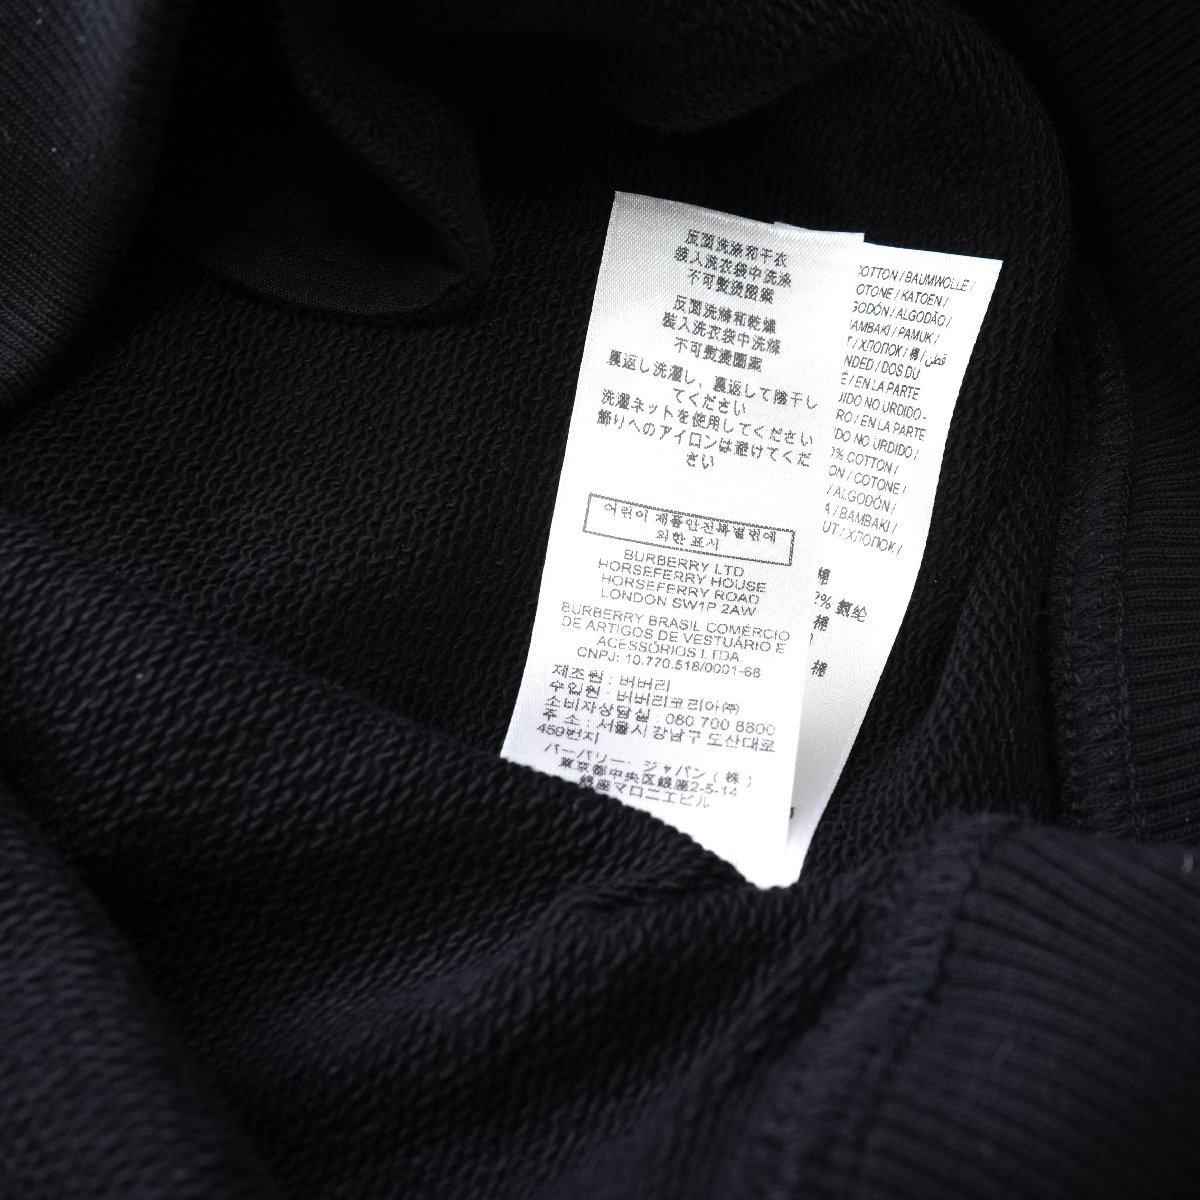 反面洗涤和干衣
装入洗衣袋中洗涤
不可熨烫图案
反面洗滌和乾燥
裝入洗衣袋中洗滌
不可熨燙圖案
裏返し洗濯し、裏返して陰干し
てください
洗濯ネットを使用してください
飾りへのアイロンは避けてくだ
さい
어린이 제품안전특별법에
의한 표시
BURBERRY LTD
HORSEFERRY HOUSE
HORSEFERRY ROAD
LONDON SW1P 2AW
BURBERRY BRASIL COMÉRCIO
DE ARTIGOS DE VESTUÁRIO E
ACESSÓRIOS LTDA
CNPJ: 10.770.518/0001-66
제조원 : 버버리
수입원 : 버버리코리아㈜
소비자상담실 : 080 700 8800
주 소 : 서울시 강남구 도산대로
459번지
バーバリー・ジャパン(株)
東京都中央区銀座2-5-14
銀座マロニエビル
COTTON / BAUMWOLLE /
/ KATOEN /
/ ALGODÃO /
BAMBAKI / PAMUK /
/ ХЛОПОК / 棉 / قطن
/ DOS DU
/ EN LA PARTE
NO URDIDO -
/ EN LA PARTE
NO URDIDO /
% COTTON /
/ COTONE /
/ ALGODÓN /
/ BAMBAKI /
/ ХЛОПОК /
棉
% 氨纶
棉
棉